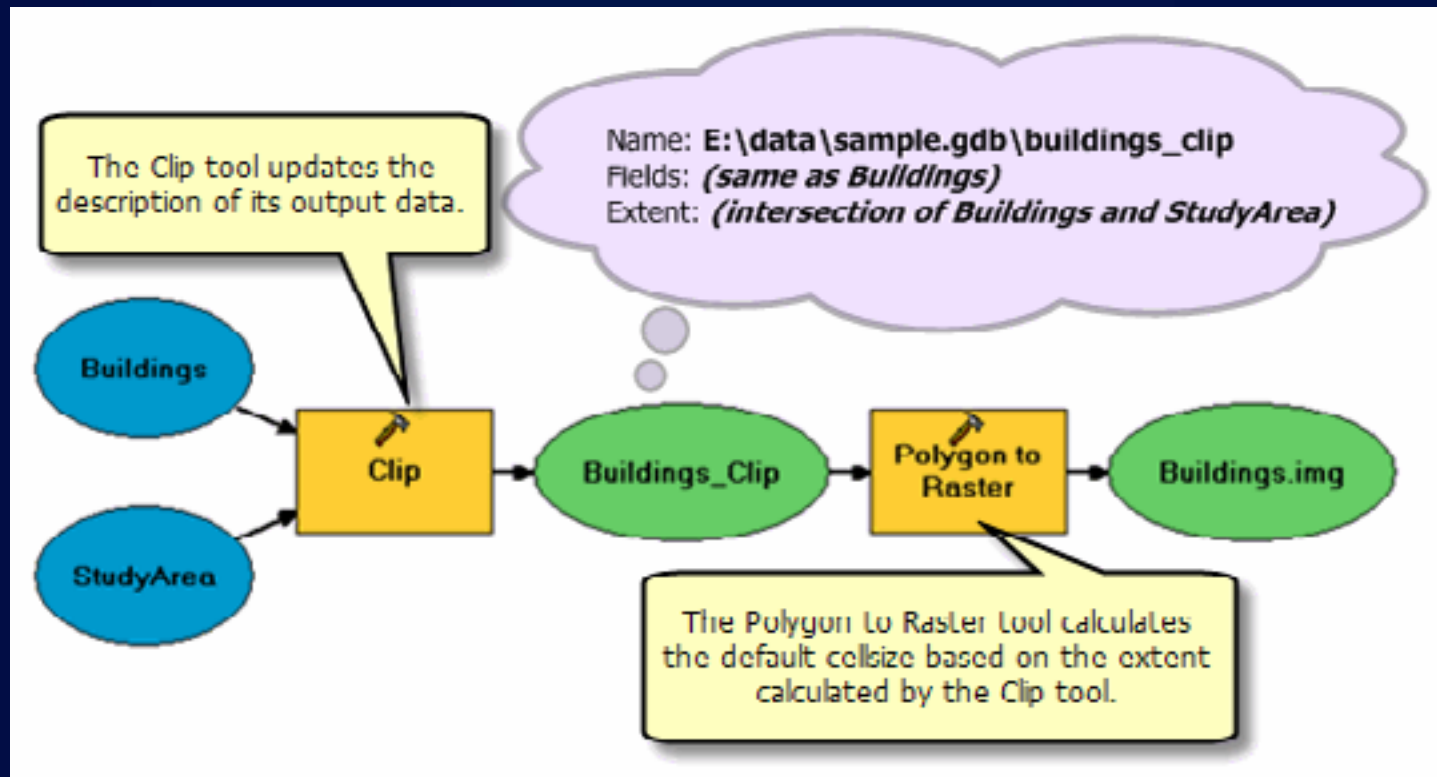 The Clip tool updates the
description of its output data.
Name: E:\data\sample.gdb\buildings_clip
Fields: (same as Buildings)
Extent: (intersection of Buildings and StudyArea)
Buildings
StudyArea
Clip
Buildings_Clip
Polygon to
Raster
Buildings.img
The Polygon to Raster tool calculates
the default cellsize based on the extent
calculated by the Clip tool.